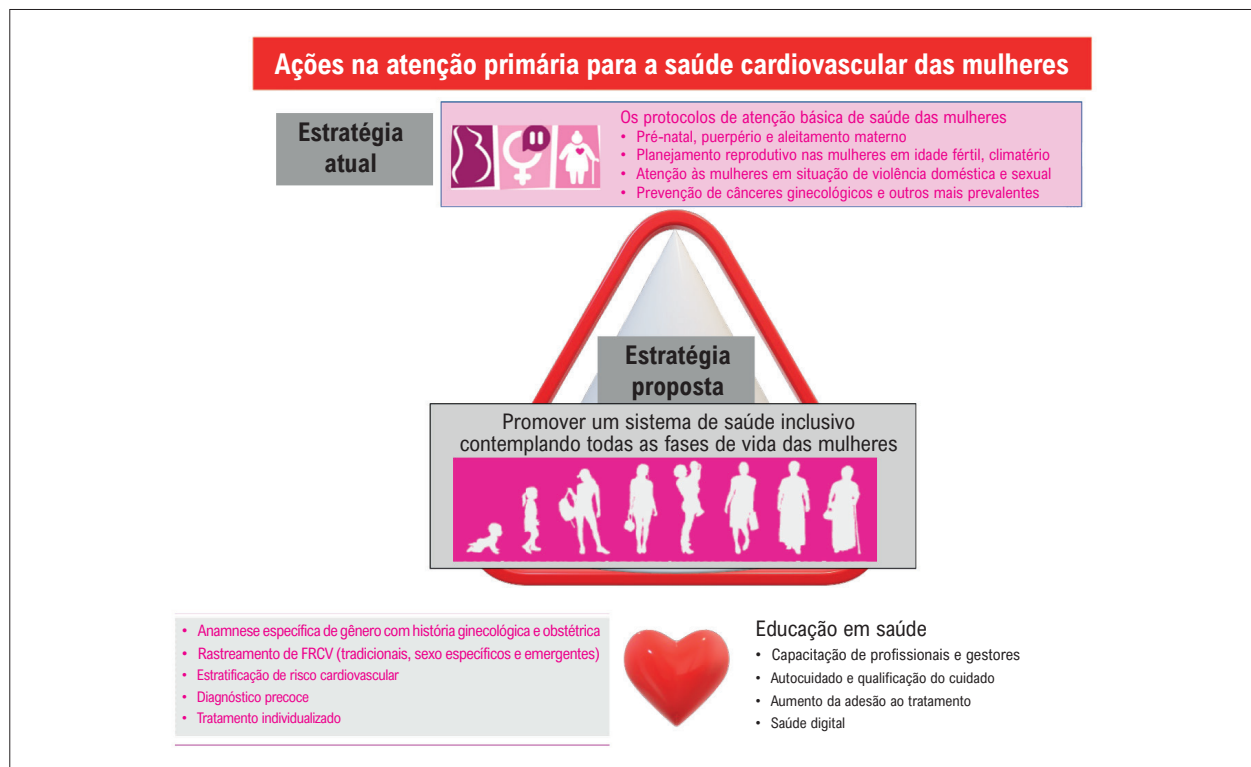 Ações na atenção primária para a saúde cardiovascular das mulheres
Estratégia
atual
Os protocolos de atenção básica de saúde das mulheres
• Pré-natal, puerpério e aleitamento materno
• Planejamento reprodutivo nas mulheres em idade fértil, climatério
• Atenção às mulheres em situação de violência doméstica e sexual
• Prevenção de cânceres ginecológicos e outros mais prevalentes
Estratégia
proposta
Promover um sistema de saúde inclusivo
contemplando todas as fases de vida das mulheres
• Anamnese específica de gênero com história ginecológica e obstétrica
• Rastreamento de FRCV (tradicionais, sexo específicos e emergentes)
• Estratificação de risco cardiovascular
• Diagnóstico precoce
• Tratamento individualizado
Educação em saúde
• Capacitação de profissionais e gestores
• Autocuidado e qualificação do cuidado
• Aumento da adesão ao tratamento
• Saúde digital